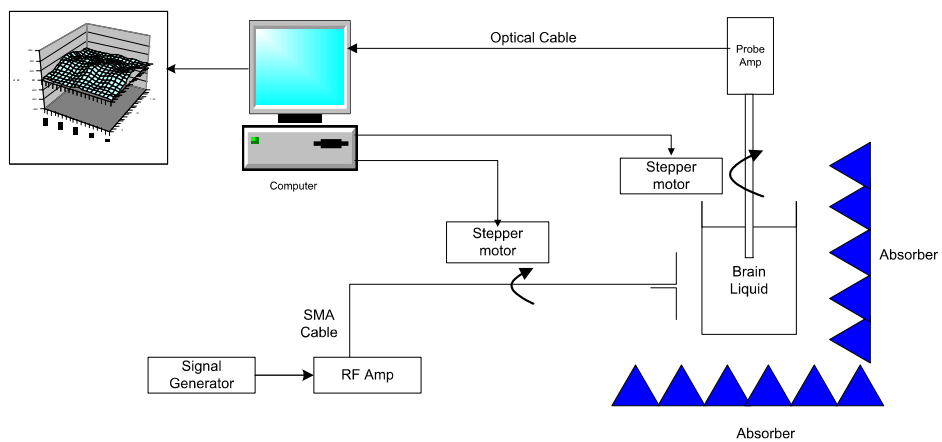 Optical Cable
Probe
Amp
Computer
Stepper
motor
Stepper
motor
Absorber
Brain
Liquid
SMA
Cable
Signal
Generator
RF Amp
Absorber